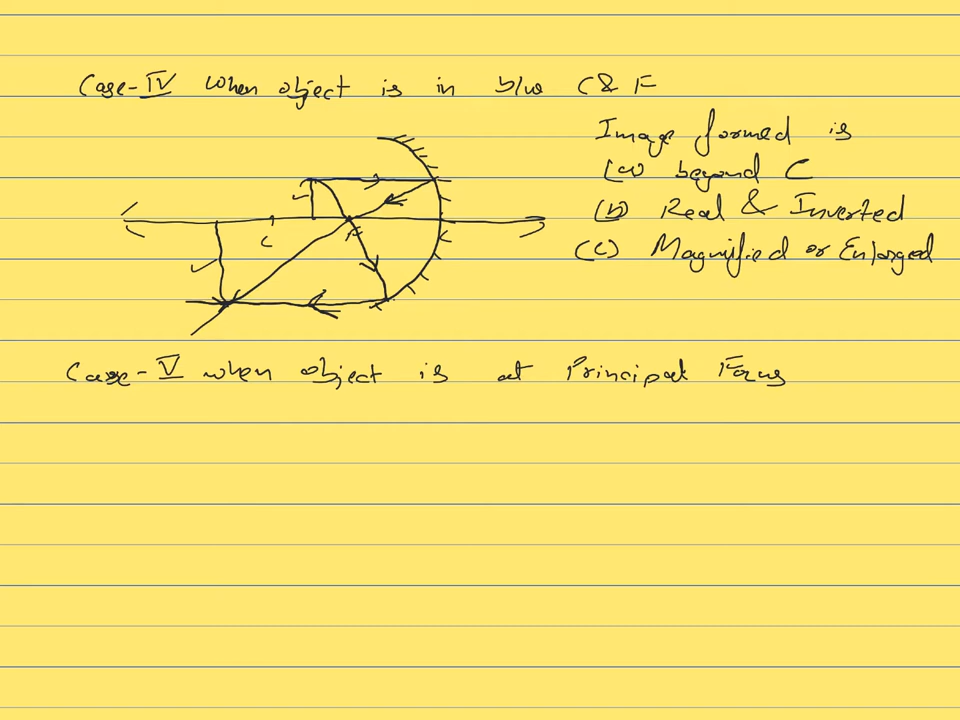 Case-IV When object is in b/w C & F
Image formed is
(a) beyond C
(b) Real & Inverted
(c) Magnified or Enlarged
C
F
Case-V when object is at Principal Focus